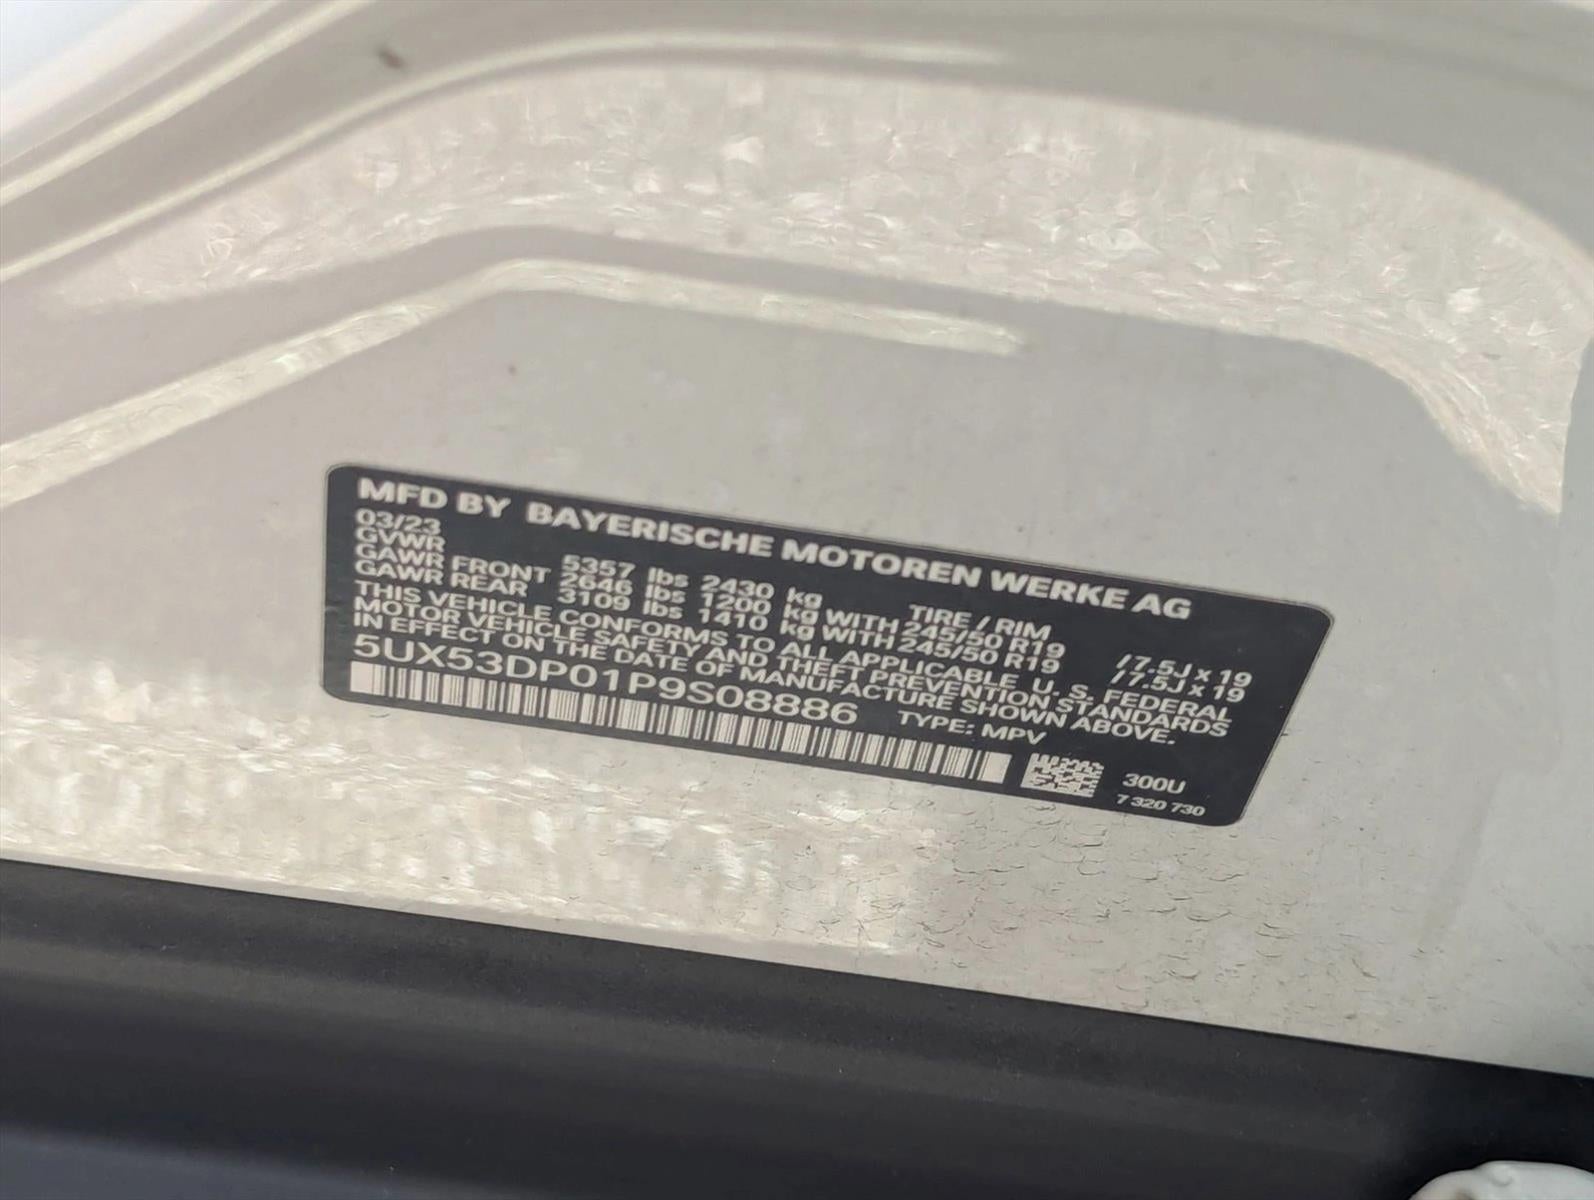 MFD BY BAYERISCHE MOTOREN WERKE AG
03/23
GVWR 5357 lbs 2430 kg TIRE / RIM
GAWR FRONT 2646 lbs 1200 kg WITH 245/50 R19 /7.5J x 19
GAWR REAR 3109 lbs 1410 kg WITH 245/50 R19 /7.5J x 19
THIS VEHICLE CONFORMS TO ALL APPLICABLE U. S. FEDERAL
MOTOR VEHICLE SAFETY AND THEFT PREVENTION STANDARDS
IN EFFECT ON THE DATE OF MANUFACTURE SHOWN ABOVE.
5UX53DP01P9S08886 TYPE: MPV
300U
7 320 730